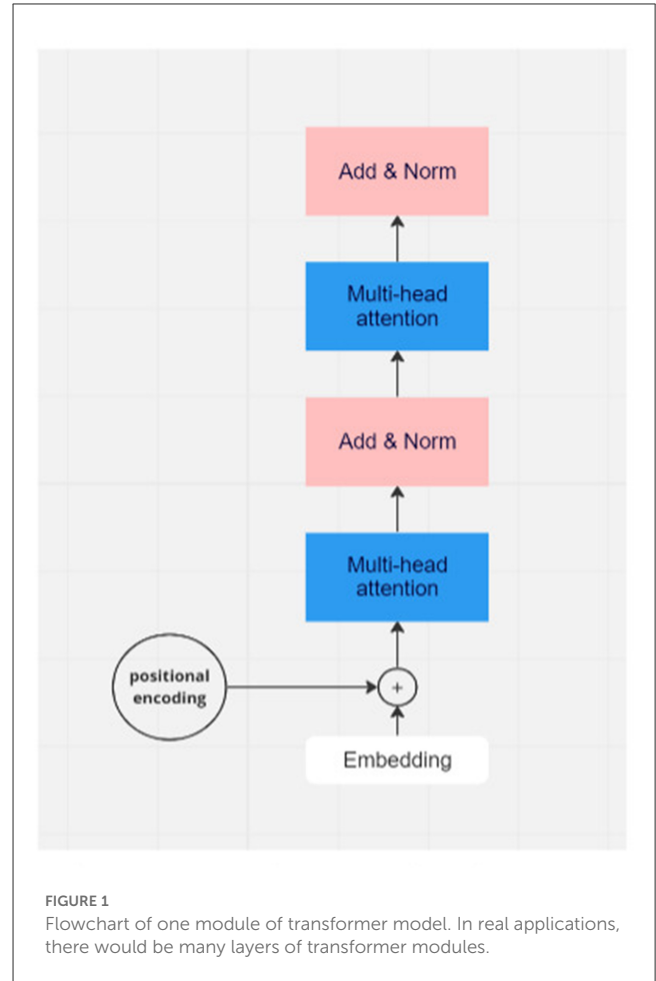 Add & Norm
Multi-head
attention
Add & Norm
Multi-head
attention
positional
encoding
+
Embedding
FIGURE 1
Flowchart of one module of transformer model. In real applications,
there would be many layers of transformer modules.